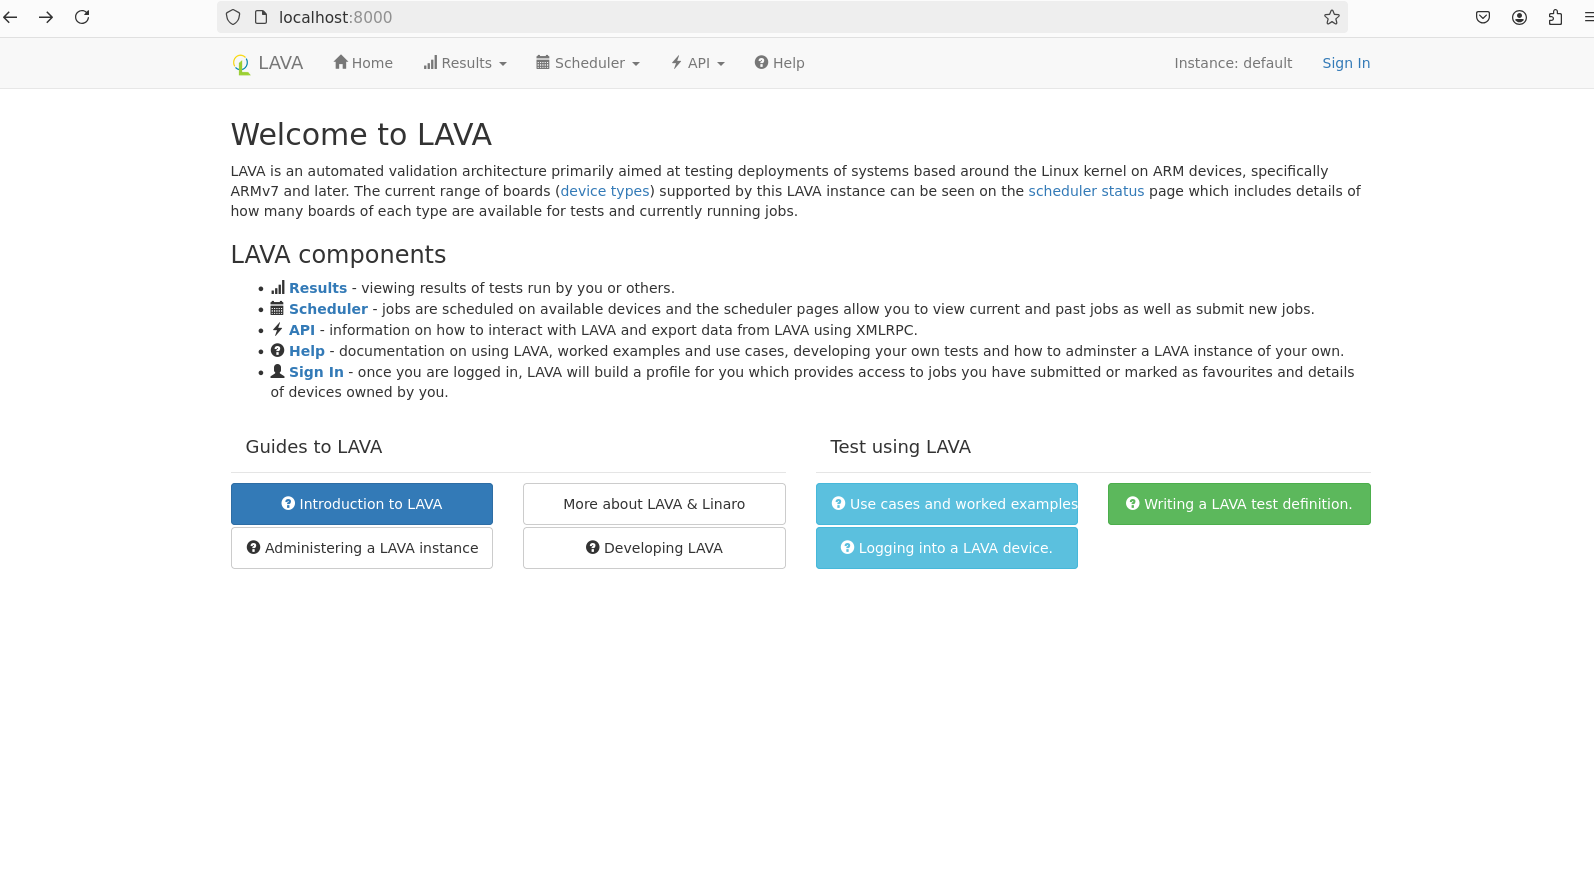 localhost:8000
LAVA Home Results Scheduler API Help Instance: default Sign In
Welcome to LAVA
LAVA is an automated validation architecture primarily aimed at testing deployments of systems based around the Linux kernel on ARM devices, specifically
ARMv7 and later. The current range of boards (device types) supported by this LAVA instance can be seen on the scheduler status page which includes details of
how many boards of each type are available for tests and currently running jobs.
LAVA components
• Results - viewing results of tests run by you or others.
• Scheduler - jobs are scheduled on available devices and the scheduler pages allow you to view current and past jobs as well as submit new jobs.
• API - information on how to interact with LAVA and export data from LAVA using XMLRPC.
• Help - documentation on using LAVA, worked examples and use cases, developing your own tests and how to adminster a LAVA instance of your own.
• Sign In - once you are logged in, LAVA will build a profile for you which provides access to jobs you have submitted or marked as favourites and details
of devices owned by you.
Guides to LAVA
Introduction to LAVA
More about LAVA & Linaro
Administering a LAVA instance
Developing LAVA
Test using LAVA
Use cases and worked examples
Writing a LAVA test definition.
Logging into a LAVA device.